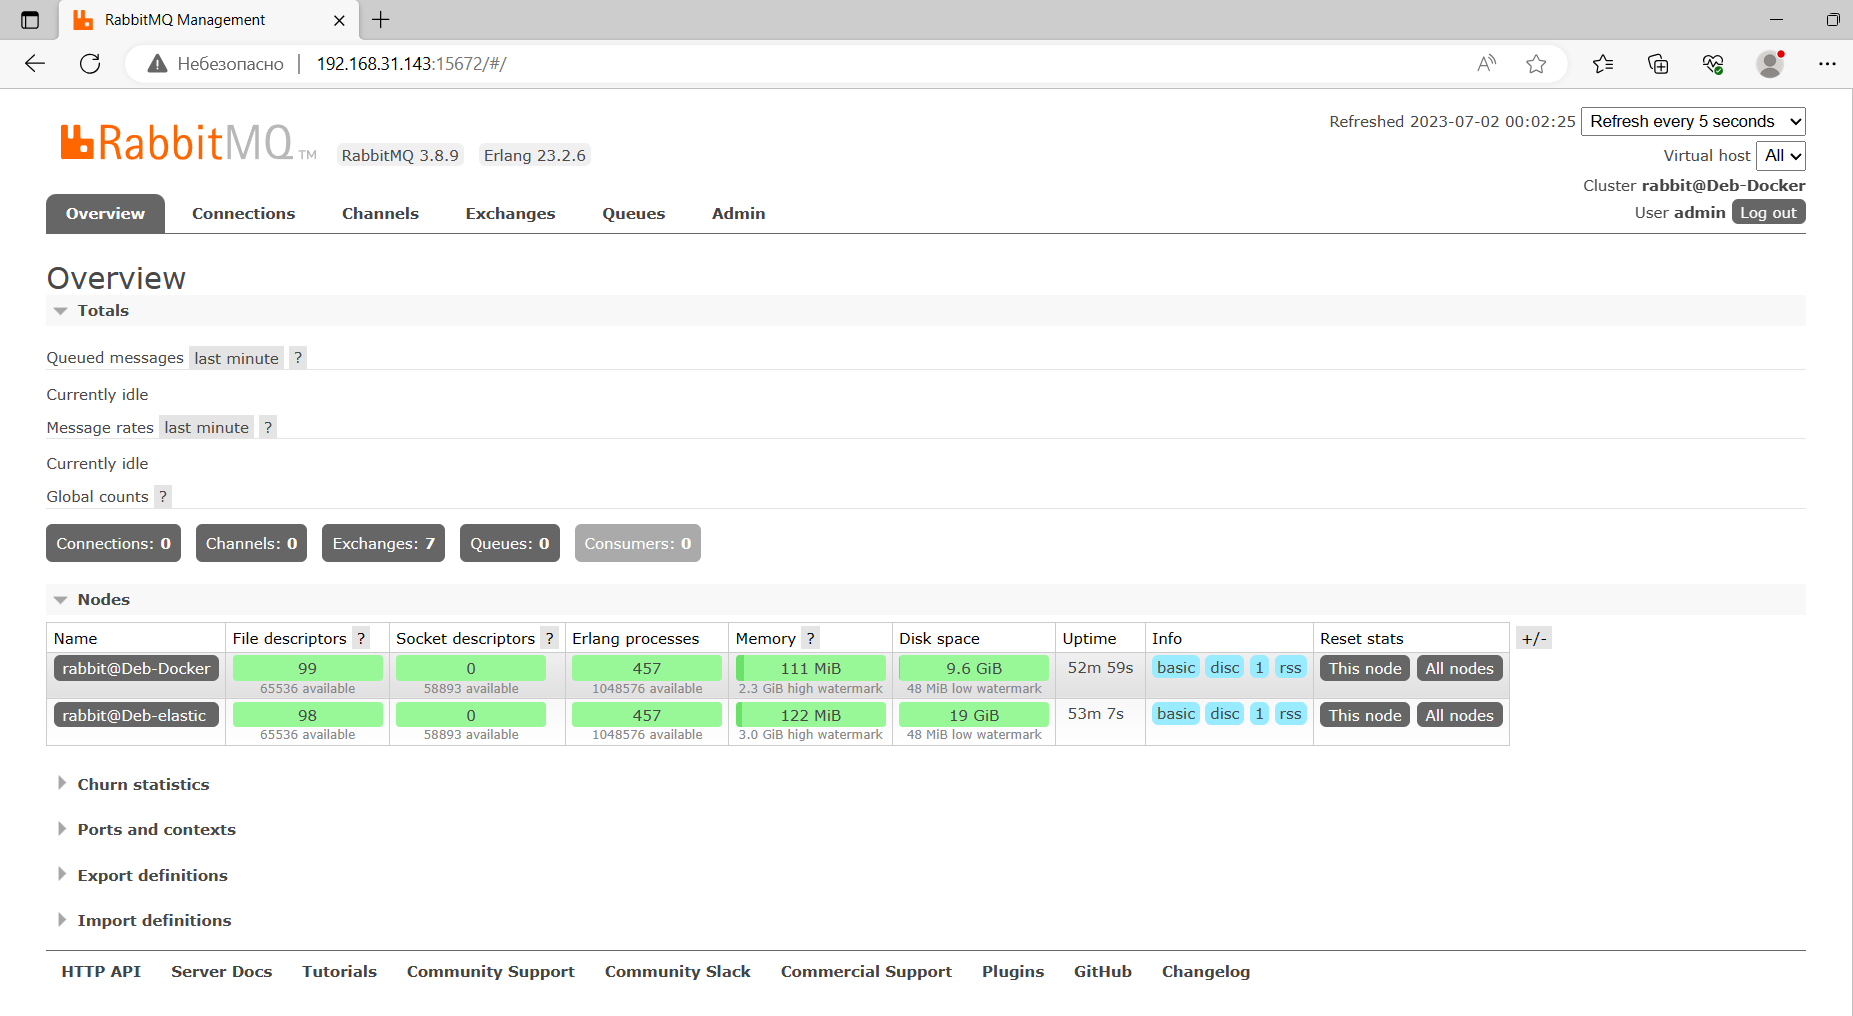 RabbitMQ Management
Небезопасно 192.168.31.143:15672/#/
RabbitMQ TM RabbitMQ 3.8.9 Erlang 23.2.6
Refreshed 2023-07-02 00:02:25 Refresh every 5 seconds
Virtual host All
Cluster rabbit@Deb-Docker
User admin Log out
Overview Connections Channels Exchanges Queues Admin
Overview
Totals
Queued messages last minute ?
Currently idle
Message rates last minute ?
Currently idle
Global counts ?
Connections: 0 Channels: 0 Exchanges: 7 Queues: 0 Consumers: 0
Nodes
Name File descriptors ? Socket descriptors ? Erlang processes Memory ? Disk space Uptime Info Reset stats +/-
rabbit@Deb-Docker 99 0 457 111 MiB 9.6 GiB 52m 59s basic disc 1 rss This node All nodes
65536 available 58893 available 1048576 available 2.3 GiB high watermark 48 MiB low watermark
rabbit@Deb-elastic 98 0 457 122 MiB 19 GiB 53m 7s basic disc 1 rss This node All nodes
65536 available 58893 available 1048576 available 3.0 GiB high watermark 48 MiB low watermark
Churn statistics
Ports and contexts
Export definitions
Import definitions
HTTP API Server Docs Tutorials Community Support Community Slack Commercial Support Plugins GitHub Changelog